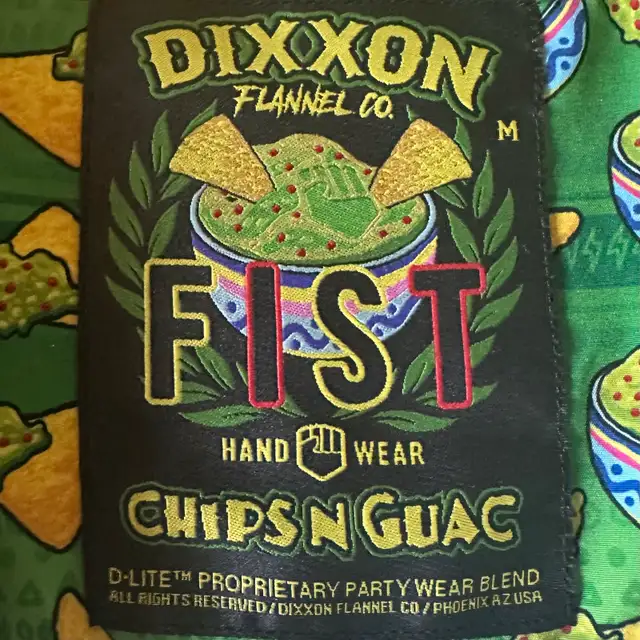 DIXXON
FLANNEL CO.
M
FIST
HAND WEAR
CHIPS N GUAC
D-LITE™ PROPRIETARY PARTY WEAR BLEND
ALL RIGHTS RESERVED / DIXXON FLANNEL CO / PHOENIX AZ USA